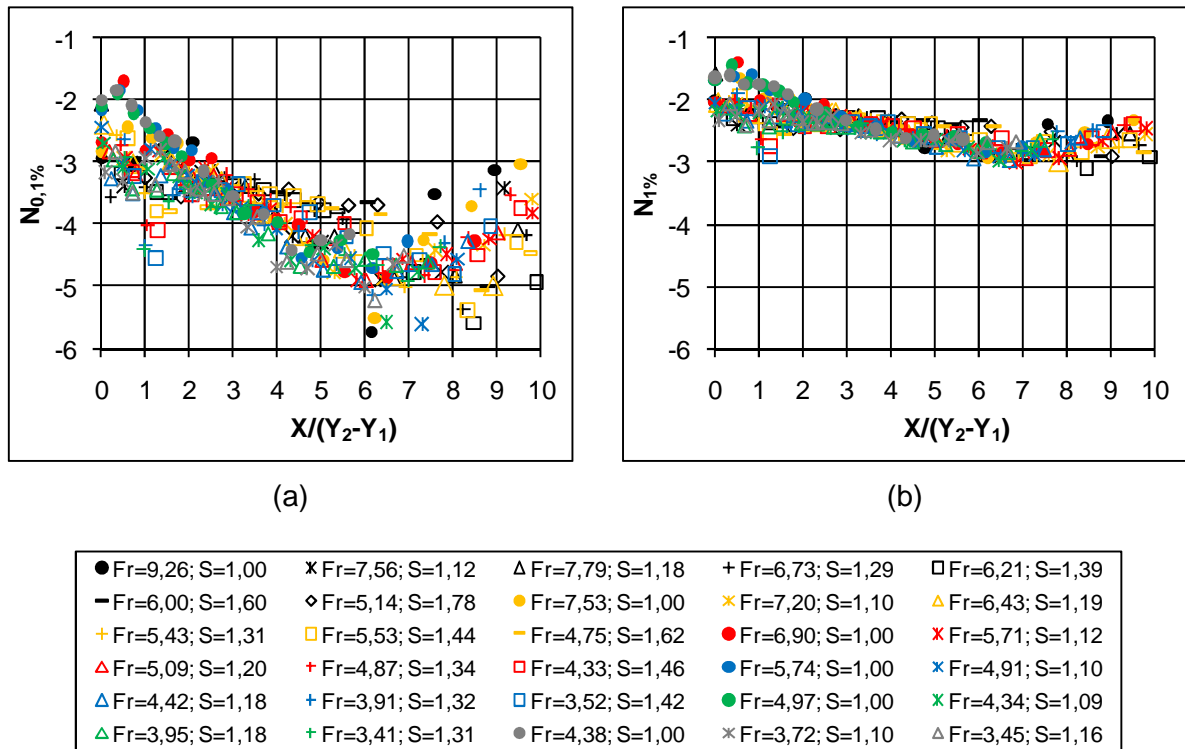 -1
-2
-3
-4
-5
-6
N0,1%
0 1 2 3 4 5 6 7 8 9 10
X/(Y2-Y1)
(a)
-1
-2
-3
-4
-5
-6
N1%
0 1 2 3 4 5 6 7 8 9 10
X/(Y2-Y1)
(b)
Fr=9,26; S=1,00 Fr=7,56; S=1,12 Fr=7,79; S=1,18 Fr=6,73; S=1,29 Fr=6,21; S=1,39
Fr=6,00; S=1,60 Fr=5,14; S=1,78 Fr=7,53; S=1,00 Fr=7,20; S=1,10 Fr=6,43; S=1,19
Fr=5,43; S=1,31 Fr=5,53; S=1,44 Fr=4,75; S=1,62 Fr=6,90; S=1,00 Fr=5,71; S=1,12
Fr=5,09; S=1,20 Fr=4,87; S=1,34 Fr=4,33; S=1,46 Fr=5,74; S=1,00 Fr=4,91; S=1,10
Fr=4,42; S=1,18 Fr=3,91; S=1,32 Fr=3,52; S=1,42 Fr=4,97; S=1,00 Fr=4,34; S=1,09
Fr=3,95; S=1,18 Fr=3,41; S=1,31 Fr=4,38; S=1,00 Fr=3,72; S=1,10 Fr=3,45; S=1,16